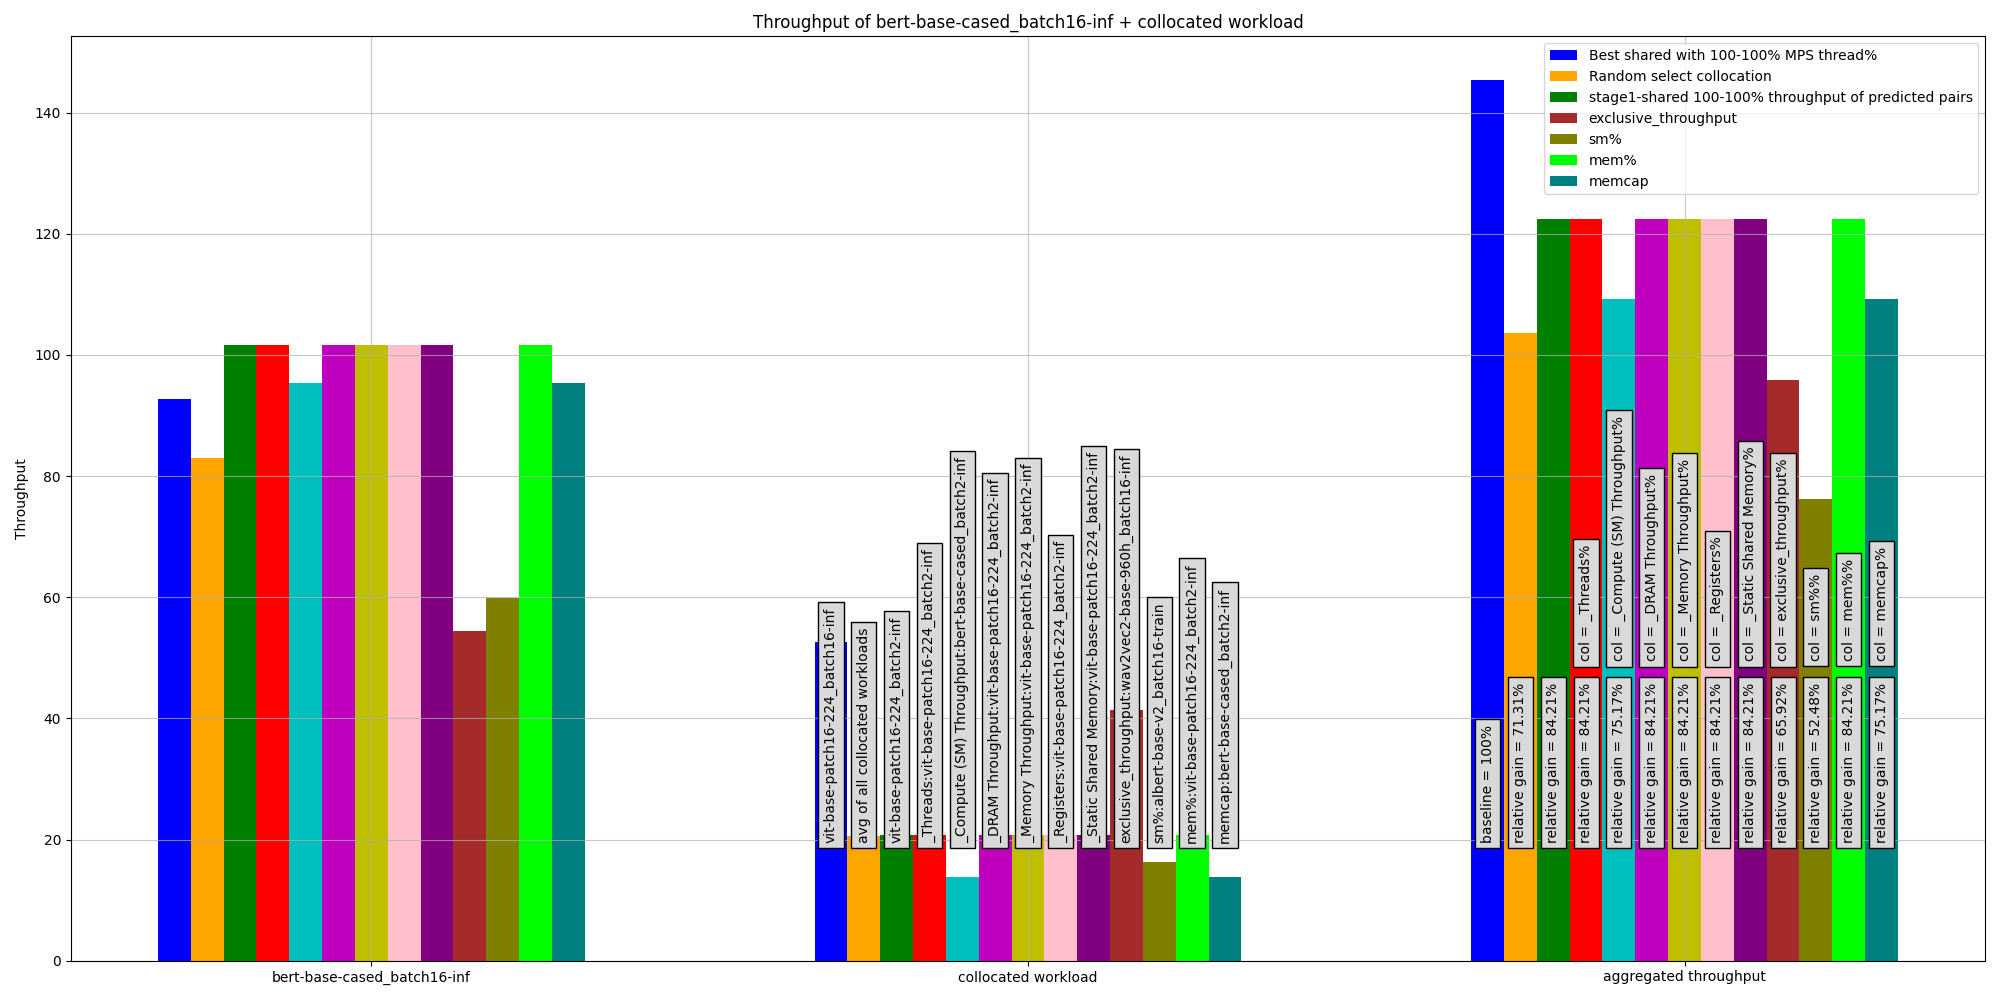 Throughput of bert-base-cased_batch16-inf + collocated workload
Best shared with 100-100% MPS thread%
Random select collocation
stage1-shared 100-100% throughput of predicted pairs
exclusive_throughput
sm%
mem%
memcap
Throughput
140
120
100
80
60
40
20
0
vit-base-patch16-224_batch16-inf
avg of all collocated workloads
vit-base-patch16-224_batch2-inf
_Threads:vit-base-patch16-224_batch2-inf
_Compute (SM) Throughput:bert-base-cased_batch2-inf
_DRAM Throughput:vit-base-patch16-224_batch2-inf
_Memory Throughput:vit-base-patch16-224_batch2-inf
_Registers:vit-base-patch16-224_batch2-inf
_Static Shared Memory:vit-base-patch16-224_batch2-inf
exclusive_throughput:wav2vec2-base-960h_batch16-inf
sm%:albert-base-v2_batch16-train
mem%:vit-base-patch16-224_batch2-inf
memcap:bert-base-cased_batch2-inf
col = _Threads%
col = _Compute (SM) Throughput%
col = _DRAM Throughput%
col = _Memory Throughput%
col = _Registers%
col = _Static Shared Memory%
col = exclusive_throughput%
col = sm%%
col = mem%%
col = memcap%
baseline = 100%
relative gain = 71.31%
relative gain = 84.21%
relative gain = 84.21%
relative gain = 75.17%
relative gain = 84.21%
relative gain = 84.21%
relative gain = 84.21%
relative gain = 84.21%
relative gain = 65.92%
relative gain = 52.48%
relative gain = 84.21%
relative gain = 75.17%
bert-base-cased_batch16-inf
collocated workload
aggregated throughput